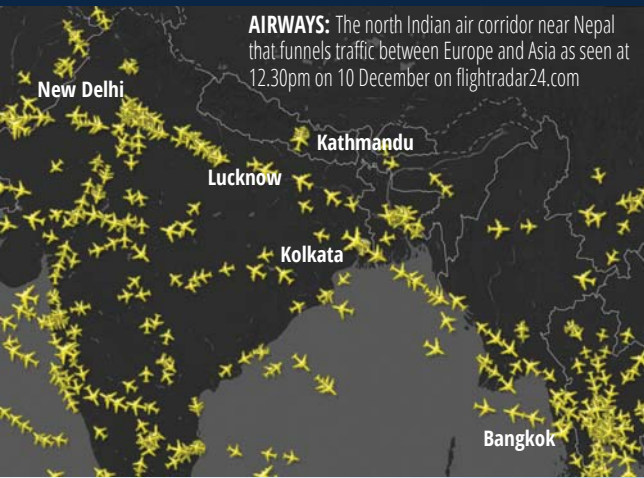 AIRWAYS: The north Indian air corridor near Nepal
that funnels traffic between Europe and Asia as seen at
12.30pm on 10 December on flightradar24.com
New Delhi
Kathmandu
Lucknow
Kolkata
Bangkok